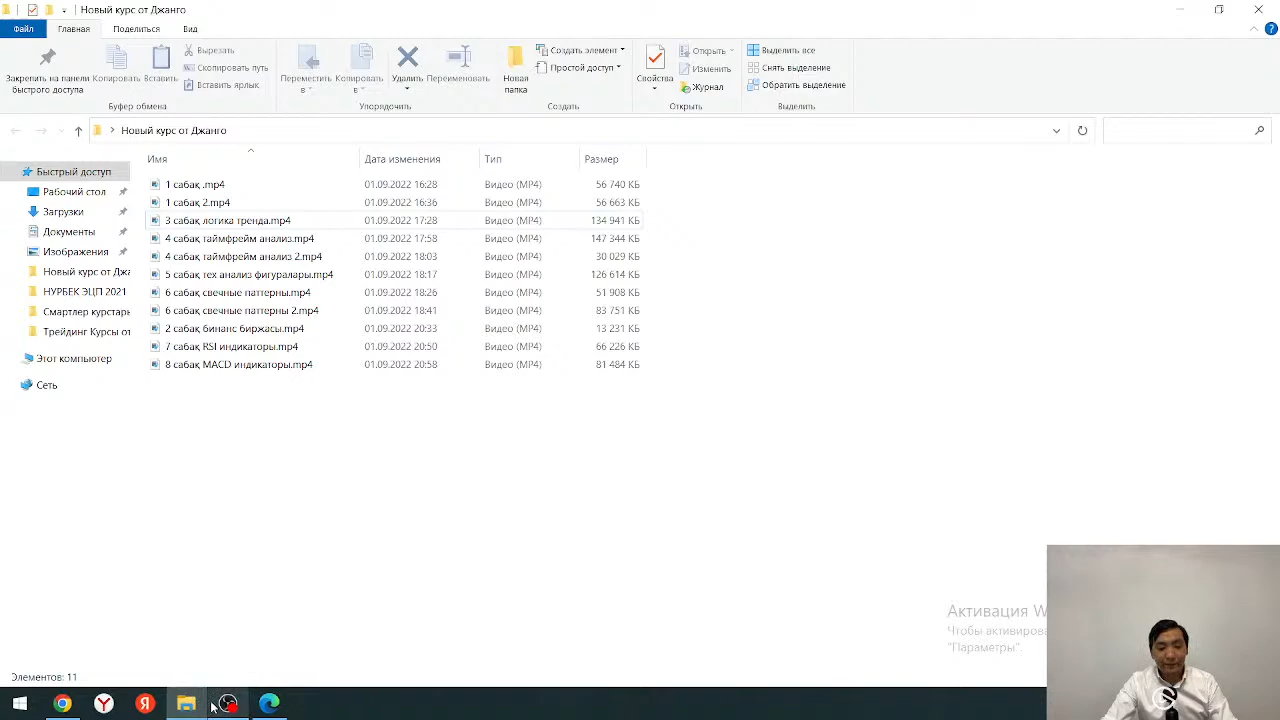 Новый курс от Джанго
Файл Главная Поделиться Вид
Закрепить на панели быстрого доступа
Копировать
Вставить
Вырезать
Скопировать путь
Вставить ярлык
Буфер обмена
Переместить в
Копировать в
Удалить
Переименовать
Упорядочить
Новая папка
Создать элемент
Простой доступ
Создать
Свойства
Открыть
Изменить
Журнал
Открыть
Выделить все
Снять выделение
Обратить выделение
Выделить
Новый курс от Джанго
Имя Дата изменения Тип Размер
Быстрый доступ
Рабочий стол
Загрузки
Документы
Изображения
Новый курс от Джа
НУРБЕК ЭЦП 2021
Смартлер курстарь
Трейдинг Курсы от
Этот компьютер
Сеть
1 сабақ .mp4 01.09.2022 16:28 Видео (MP4) 56 740 КБ
1 сабақ 2.mp4 01.09.2022 16:36 Видео (MP4) 56 663 КБ
3 сабақ логика тренда.mp4 01.09.2022 17:28 Видео (MP4) 134 941 КБ
4 сабақ таймфрейм анализ.mp4 01.09.2022 17:58 Видео (MP4) 147 344 КБ
4 сабақ таймфрейм анализ 2.mp4 01.09.2022 18:03 Видео (MP4) 30 029 КБ
5 сабақ тех анализ фигуралары.mp4 01.09.2022 18:17 Видео (MP4) 126 614 КБ
6 сабақ свечные паттерны.mp4 01.09.2022 18:26 Видео (MP4) 51 908 КБ
6 сабақ свечные паттерны 2.mp4 01.09.2022 18:41 Видео (MP4) 83 751 КБ
2 сабақ бинанс биржасы.mp4 01.09.2022 20:33 Видео (MP4) 13 231 КБ
7 сабақ RSI индикаторы.mp4 01.09.2022 20:50 Видео (MP4) 66 226 КБ
8 сабақ MACD индикаторы.mp4 01.09.2022 20:58 Видео (MP4) 81 484 КБ
Активация W
Чтобы активирова
"Параметры".
Элементов: 11